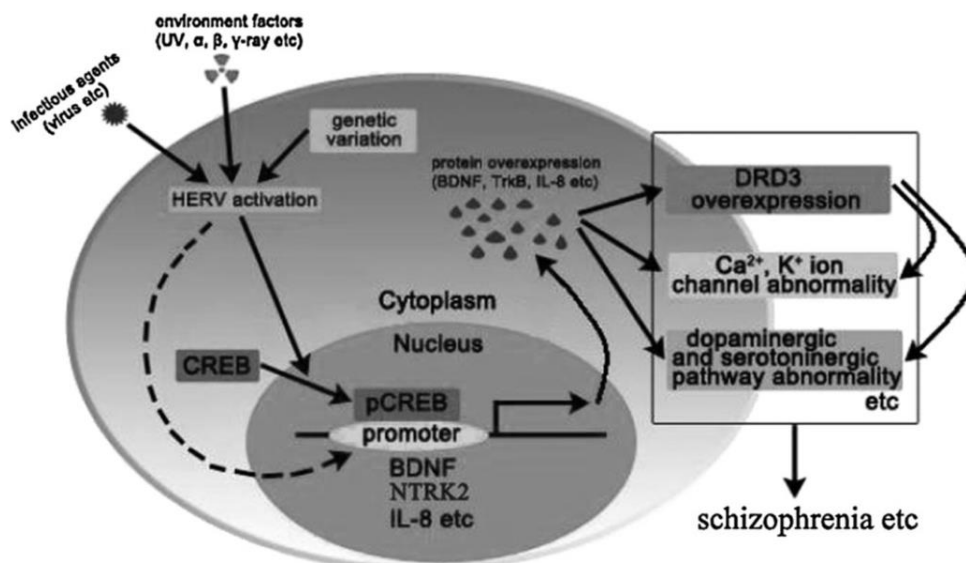 environment factors
(UV, α, β, γ-ray etc)
infectious agents
(virus etc)
genetic
variation
HERV activation
protein overexpression
(BDNF, TrkB, IL-8 etc)
DRD3
overexpression
Ca²⁺, K⁺ ion
channel abnormality
dopaminergic
and serotoninergic
pathway abnormality
etc
Cytoplasm
Nucleus
CREB
pCREB
promoter
BDNF
NTRK2
IL-8 etc
schizophrenia etc